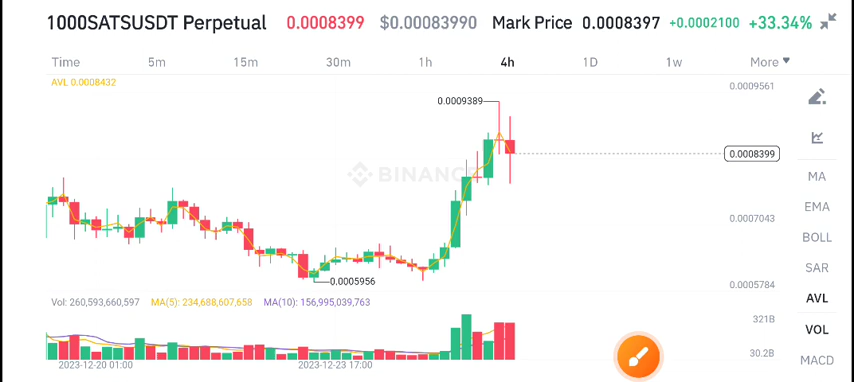 1000SATSUSDT Perpetual 0.0008399 $0.00083990 Mark Price 0.0008397 +0.0002100 +33.34%
Time 5m 15m 30m 1h 4h 1D 1w More
AVL 0.0008432
0.0009561
0.0009389
BINANCE
0.0008399
MA
EMA
0.0007043
BOLL
SAR
0.0005956
0.0005784
AVL
Vol: 260,593,660,597 MA(5): 234,688,607,658 MA(10): 156,995,039,763
321B
VOL
30.2B
MACD
2023-12-20 01:00 2023-12-23 17:00